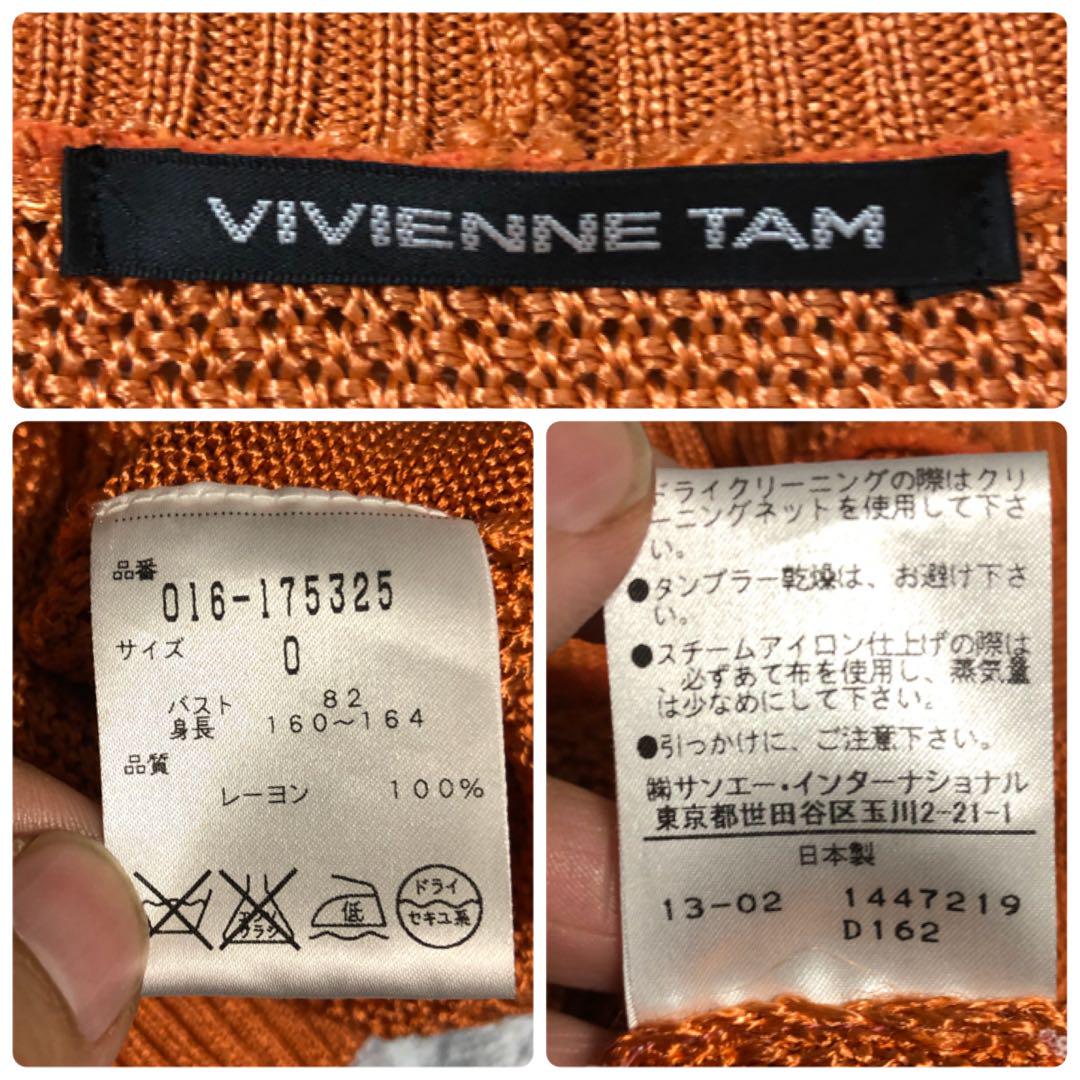 VIVIENNE TAM
品番
016-175325
サイズ 0
バスト 82
身長 160〜164
品質
レーヨン 100%
エンソ
サラシ
低
ドライ
セキユ系
ドライクリーニングの際はクリ
ーニングネットを使用して下さ
い。
●タンブラー乾燥は、お避け下さ
い。
●スチームアイロン仕上げの際は
必ずあて布を使用し、蒸気量
は少なめにして下さい。
●引っかけに、ご注意下さい。
㈱サンエー・インターナショナル
東京都世田谷区玉川2-21-1
日本製
13-02 1447219
D162